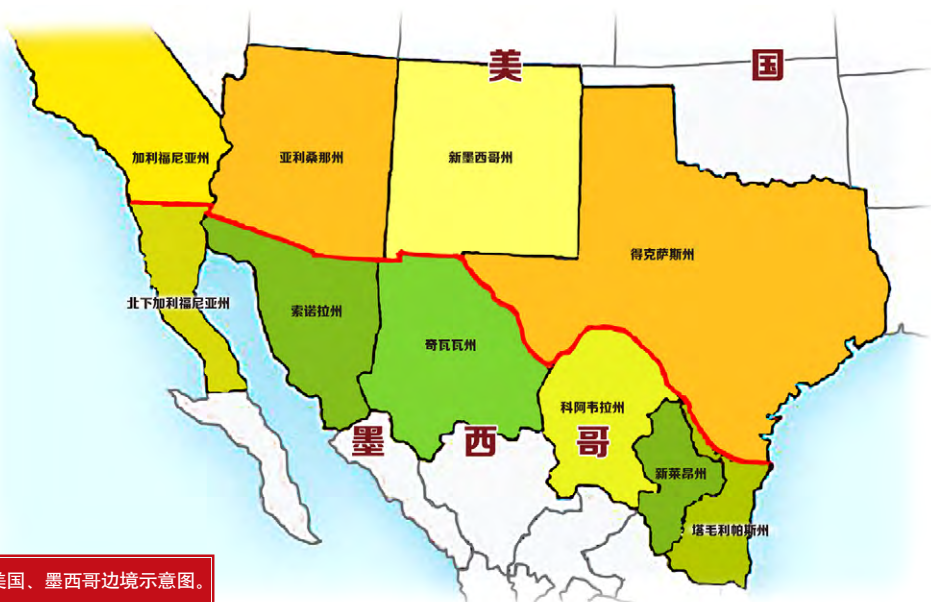 美 国
加利福尼亚州
亚利桑那州
新墨西哥州
得克萨斯州
北下加利福尼亚州
索诺拉州
奇瓦瓦州
科阿韦拉州
墨 西 哥
新莱昂州
塔毛利帕斯州
美国、墨西哥边境示意图。